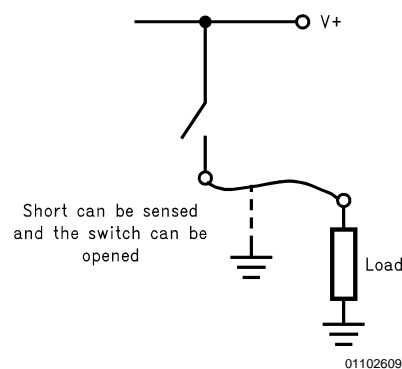 V+
Short can be sensed
and the switch can be
opened
Load
01102609